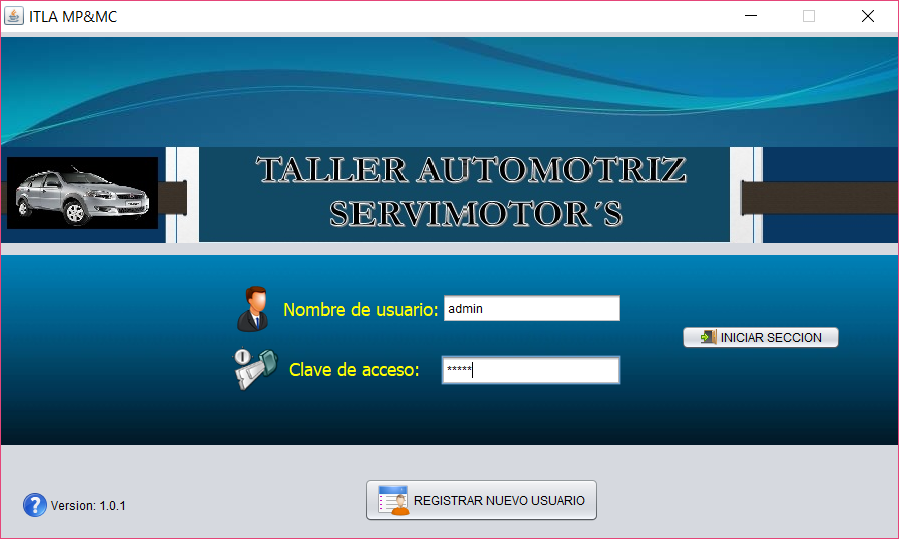 ITLA MP&MC
TALLER AUTOMOTRIZ
SERVIMOTOR´S
Nombre de usuario: admin
INICIAR SECCION
Clave de acceso: *****
Version: 1.0.1
REGISTRAR NUEVO USUARIO